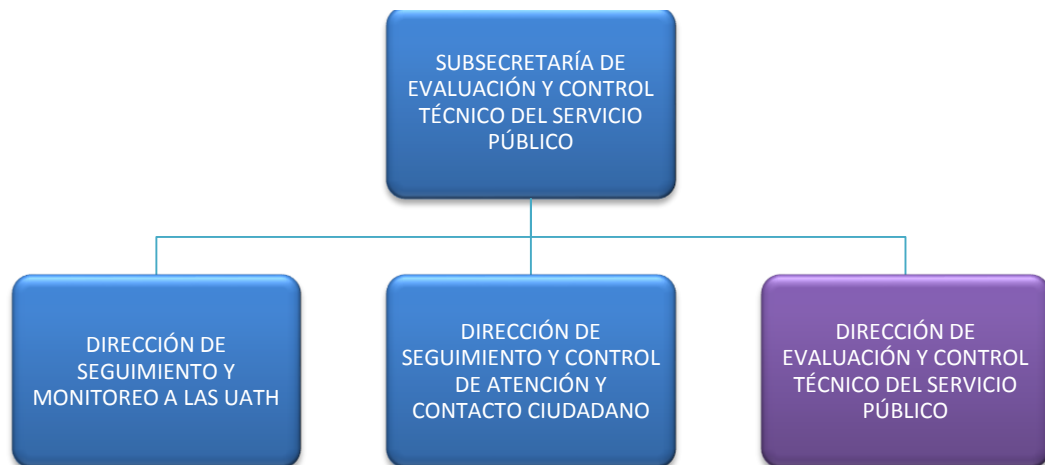 SUBSECRETARÍA DE
EVALUACIÓN Y CONTROL
TÉCNICO DEL SERVICIO
PÚBLICO
DIRECCIÓN DE
SEGUIMIENTO Y
MONITOREO A LAS UATH
DIRECCIÓN DE
SEGUIMIENTO Y CONTROL
DE ATENCIÓN Y
CONTACTO CIUDADANO
DIRECCIÓN DE
EVALUACIÓN Y CONTROL
TÉCNICO DEL SERVICIO
PÚBLICO